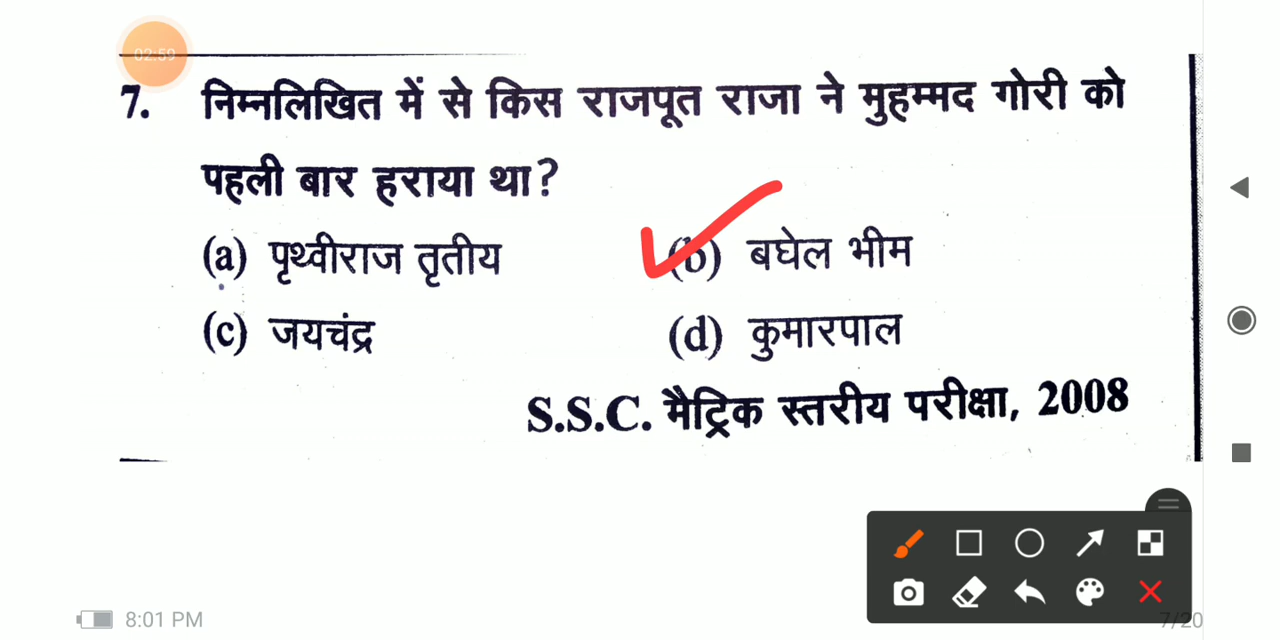 02:59
7. निम्नलिखित में से किस राजपूत राजा ने मुहम्मद गोरी को
पहली बार हराया था?
(a) पृथ्वीराज तृतीय (b) बघेल भीम
(c) जयचंद्र (d) कुमारपाल
S.S.C. मैट्रिक स्तरीय परीक्षा, 2008
8:01 PM 7/20